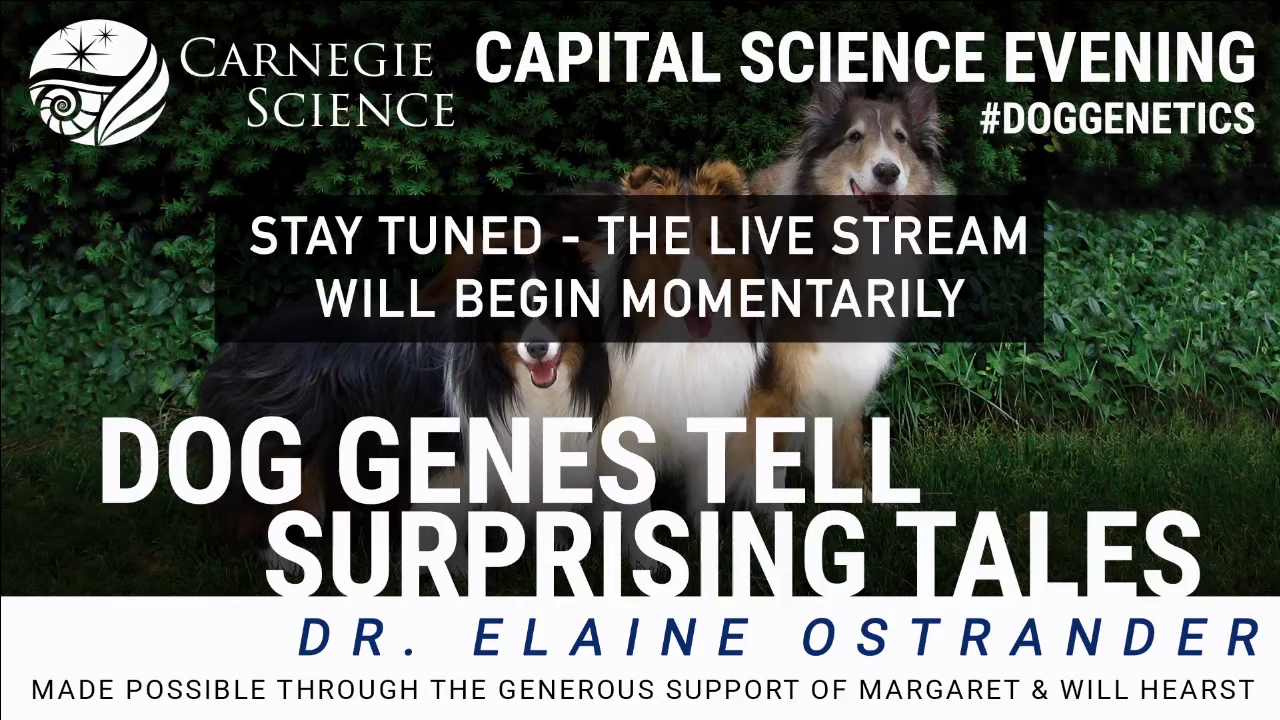 CARNEGIE
SCIENCE
CAPITAL SCIENCE EVENING
#DOGGENETICS
STAY TUNED - THE LIVE STREAM
WILL BEGIN MOMENTARILY
DOG GENES TELL
SURPRISING TALES
DR. ELAINE OSTRANDER
MADE POSSIBLE THROUGH THE GENEROUS SUPPORT OF MARGARET & WILL HEARST